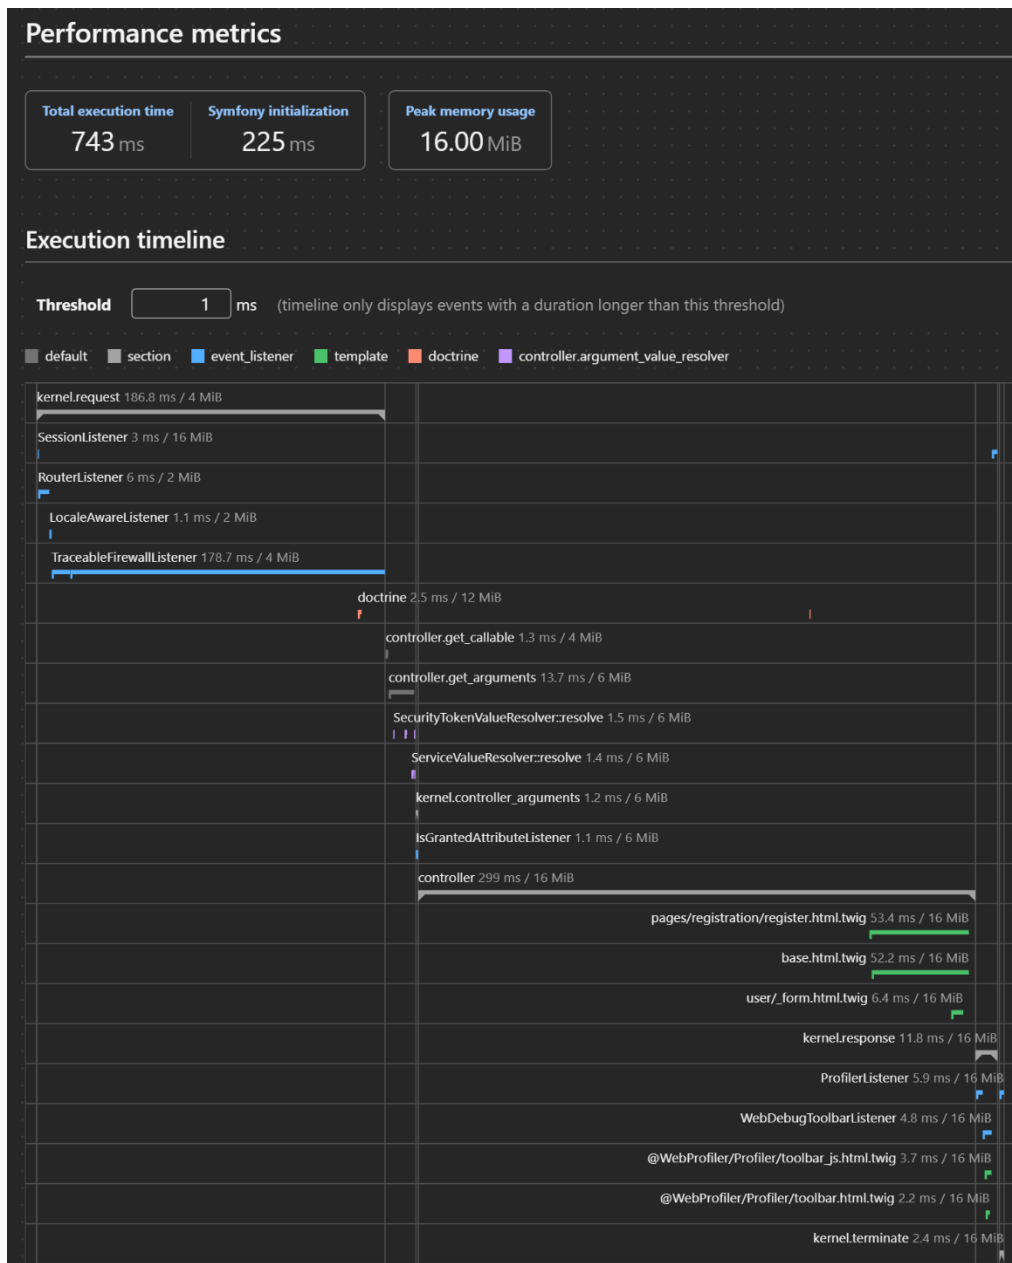 Performance metrics
Total execution time Symfony initialization Peak memory usage
743 ms 225 ms 16.00 MiB
Execution timeline
Threshold 1 ms (timeline only displays events with a duration longer than this threshold)
default section event_listener template doctrine controller.argument_value_resolver
kernel.request 186.8 ms / 4 MiB
SessionListener 3 ms / 16 MiB
RouterListener 6 ms / 2 MiB
LocaleAwareListener 1.1 ms / 2 MiB
TraceableFirewallListener 178.7 ms / 4 MiB
doctrine 2.5 ms / 12 MiB
controller.get_callable 1.3 ms / 4 MiB
controller.get_arguments 13.7 ms / 6 MiB
SecurityTokenValueResolver::resolve 1.5 ms / 6 MiB
ServiceValueResolver::resolve 1.4 ms / 6 MiB
kernel.controller_arguments 1.2 ms / 6 MiB
IsGrantedAttributeListener 1.1 ms / 6 MiB
controller 299 ms / 16 MiB
pages/registration/register.html.twig 53.4 ms / 16 MiB
base.html.twig 52.2 ms / 16 MiB
user/_form.html.twig 6.4 ms / 16 MiB
kernel.response 11.8 ms / 16 MiB
ProfilerListener 5.9 ms / 16 MiB
WebDebugToolbarListener 4.8 ms / 16 MiB
@WebProfiler/Profiler/toolbar_js.html.twig 3.7 ms / 16 MiB
@WebProfiler/Profiler/toolbar.html.twig 2.2 ms / 16 MiB
kernel.terminate 2.4 ms / 16 MiB